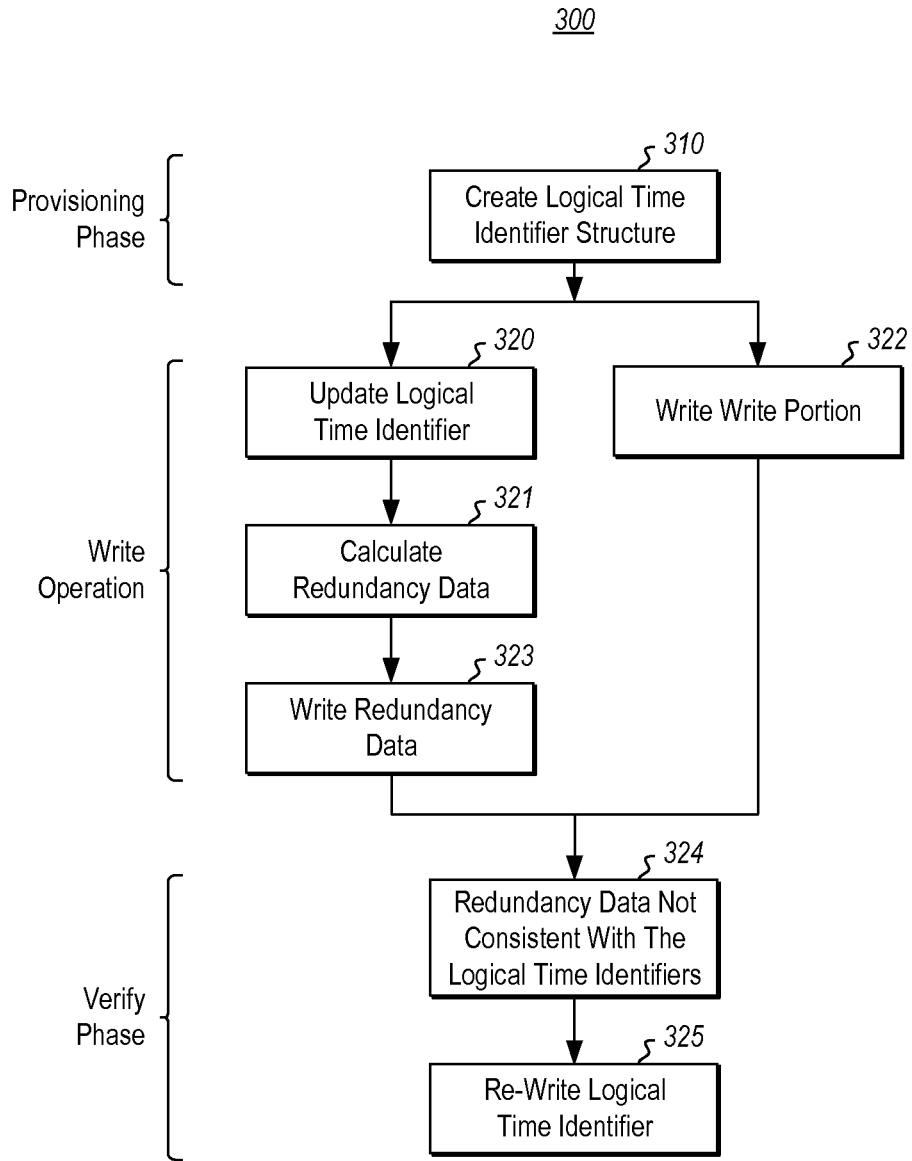 300
310
Provisioning
Phase
Create Logical Time
Identifier Structure
320
322
Update Logical
Time Identifier
Write Write Portion
321
Write
Operation
Calculate
Redundancy Data
323
Write Redundancy
Data
324
Redundancy Data Not
Consistent With The
Logical Time Identifiers
Verify
Phase
325
Re-Write Logical
Time Identifier